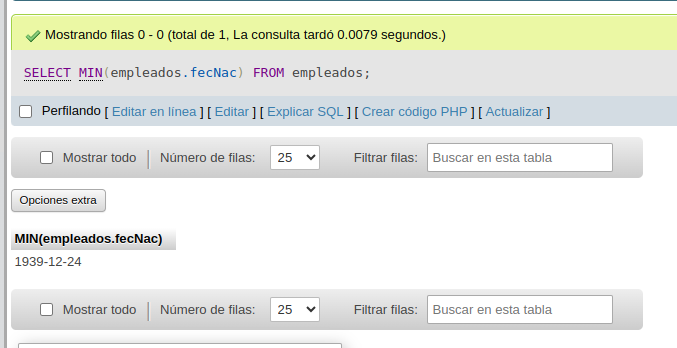 Mostrando filas 0 - 0 (total de 1, La consulta tardó 0.0079 segundos.)
SELECT MIN(empleados.fecNac) FROM empleados;
Perfilando [ Editar en línea ] [ Editar ] [ Explicar SQL ] [ Crear código PHP ] [ Actualizar ]
Mostrar todo | Número de filas: 25 Filtrar filas: Buscar en esta tabla
Opciones extra
MIN(empleados.fecNac)
1939-12-24
Mostrar todo | Número de filas: 25 Filtrar filas: Buscar en esta tabla